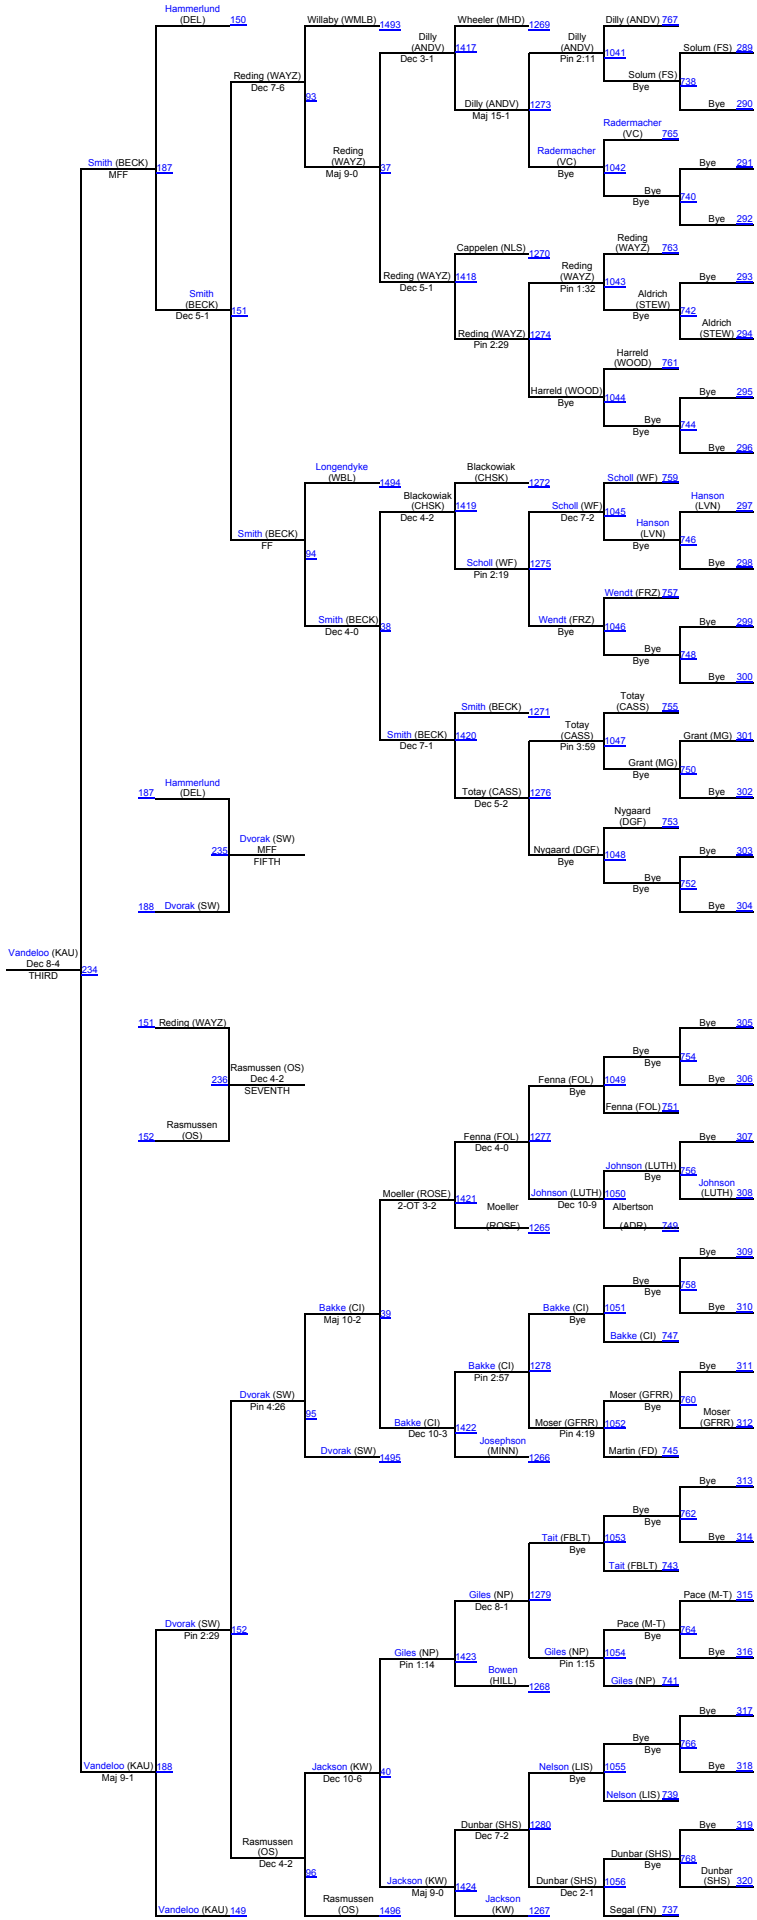 Hammerlund
(DEL) 150
Willaby (WMLB) 1493
Dilly
(ANDV) 1417
Dec 3-1
Wheeler (MHD) 1269
Dilly
(ANDV)
Pin 2:11
1041
Dilly (ANDV) 767
Solum (FS) 289
Solum (FS) 738
Bye
Bye 290
Reding (WAYZ)
Dec 7-6
93
Dilly (ANDV) 1273
Maj 15-1
Radermacher
(VC) 765
Radermacher
(VC) 1042
Bye
Bye 291
Bye 740
Bye
Bye 292
Smith (BECK) 187
MFF
Reding
(WAYZ) 37
Maj 9-0
Cappelen (NLS) 1270
Reding
(WAYZ) 763
Reding
(WAYZ) 1043
Pin 1:32
Bye 293
Reding (WAYZ) 1418
Dec 5-1
Aldrich
(STEW) 742
Bye
Aldrich
(STEW) 294
Smith
(BECK) 151
Dec 5-1
Reding (WAYZ) 1274
Pin 2:29
Harreld
(WOOD) 761
Harreld (WOOD) 1044
Bye
Bye 295
Bye 744
Bye
Bye 296
Longendyke
(WBL) 1494
Blackowiak
(CHSK) 1419
Dec 4-2
Blackowiak
(CHSK) 1272
Scholl (WF) 759
Scholl (WF) 1045
Dec 7-2
Hanson
(LVN) 297
Hanson
(LVN) 746
Bye
Bye 298
Smith (BECK)
FF
94
Scholl (WF) 1275
Pin 2:19
Wendt (FRZ) 757
Wendt (FRZ) 1046
Bye
Bye 299
Bye 748
Bye
Bye 300
Smith (BECK) 38
Dec 4-0
Smith (BECK) 1271
Totay
(CASS) 755
Totay
(CASS) 1047
Pin 3:59
Grant (MG) 301
Smith (BECK) 1420
Dec 7-1
Grant (MG) 750
Bye
Bye 302
Totay (CASS) 1276
Dec 5-2
187 Hammerlund
(DEL)
Nygaard
(DGF) 753
Nygaard (DGF) 1048
Bye
Bye 303
235 Dvorak (SW)
MFF
FIFTH
Bye 752
Bye
Bye 304
188 Dvorak (SW)
Vandeloo (KAU)
Dec 8-4
THIRD
234
151 Reding (WAYZ)
Bye 305
Bye 754
Bye
Bye 306
236 Rasmussen (OS)
Dec 4-2
SEVENTH
Fenna (FOL) 1049
Bye
Fenna (FOL) 751
152 Rasmussen
(OS)
Fenna (FOL) 1277
Dec 4-0
Bye 307
Johnson (LUTH) 756
Bye
Johnson
(LUTH) 308
Moeller (ROSE) 1421
2-OT 3-2
Johnson (LUTH) 1050
Dec 10-9
Moeller
(ROSE) 1265
Albertson
(ADR) 749
Bye 309
Bye 758
Bye
Bye 310
Bakke (CI) 39
Maj 10-2
Bakke (CI) 1051
Bye
Bakke (CI) 747
Bakke (CI) 1278
Pin 2:57
Bye 311
Dvorak (SW)
Pin 4:26
95
Moser (GFRR) 760
Bye
Moser
(GFRR) 312
Bakke (CI) 1422
Dec 10-3
Moser (GFRR) 1052
Pin 4:19
Dvorak (SW) 1495
Josephson
(MINN) 1266
Martin (FD) 745
Bye 313
Bye 762
Bye
Bye 314
Tait (FBLT) 1053
Bye
Tait (FBLT) 743
Giles (NP) 1279
Dec 8-1
Pace (M-T) 315
Dvorak (SW) 152
Pin 2:29
Pace (M-T) 764
Bye
Bye 316
Giles (NP) 1423
Pin 1:14
Giles (NP) 1054
Pin 1:15
Bowen
(HILL) 1268
Giles (NP) 741
Bye 317
Bye 766
Bye
Bye 318
Vandeloo (KAU) 188
Maj 9-1
Jackson (KW) 40
Dec 10-6
Nelson (LIS) 1055
Bye
Nelson (LIS) 739
Dunbar (SHS) 1280
Dec 7-2
Bye 319
Rasmussen
(OS)
Dec 4-2
96
Dunbar (SHS) 768
Bye
Dunbar
(SHS) 320
Jackson (KW) 1424
Maj 9-0
Dunbar (SHS) 1056
Dec 2-1
Vandeloo (KAU) 149
Rasmussen
(OS) 1496
Jackson
(KW) 1267
Segal (FN) 737